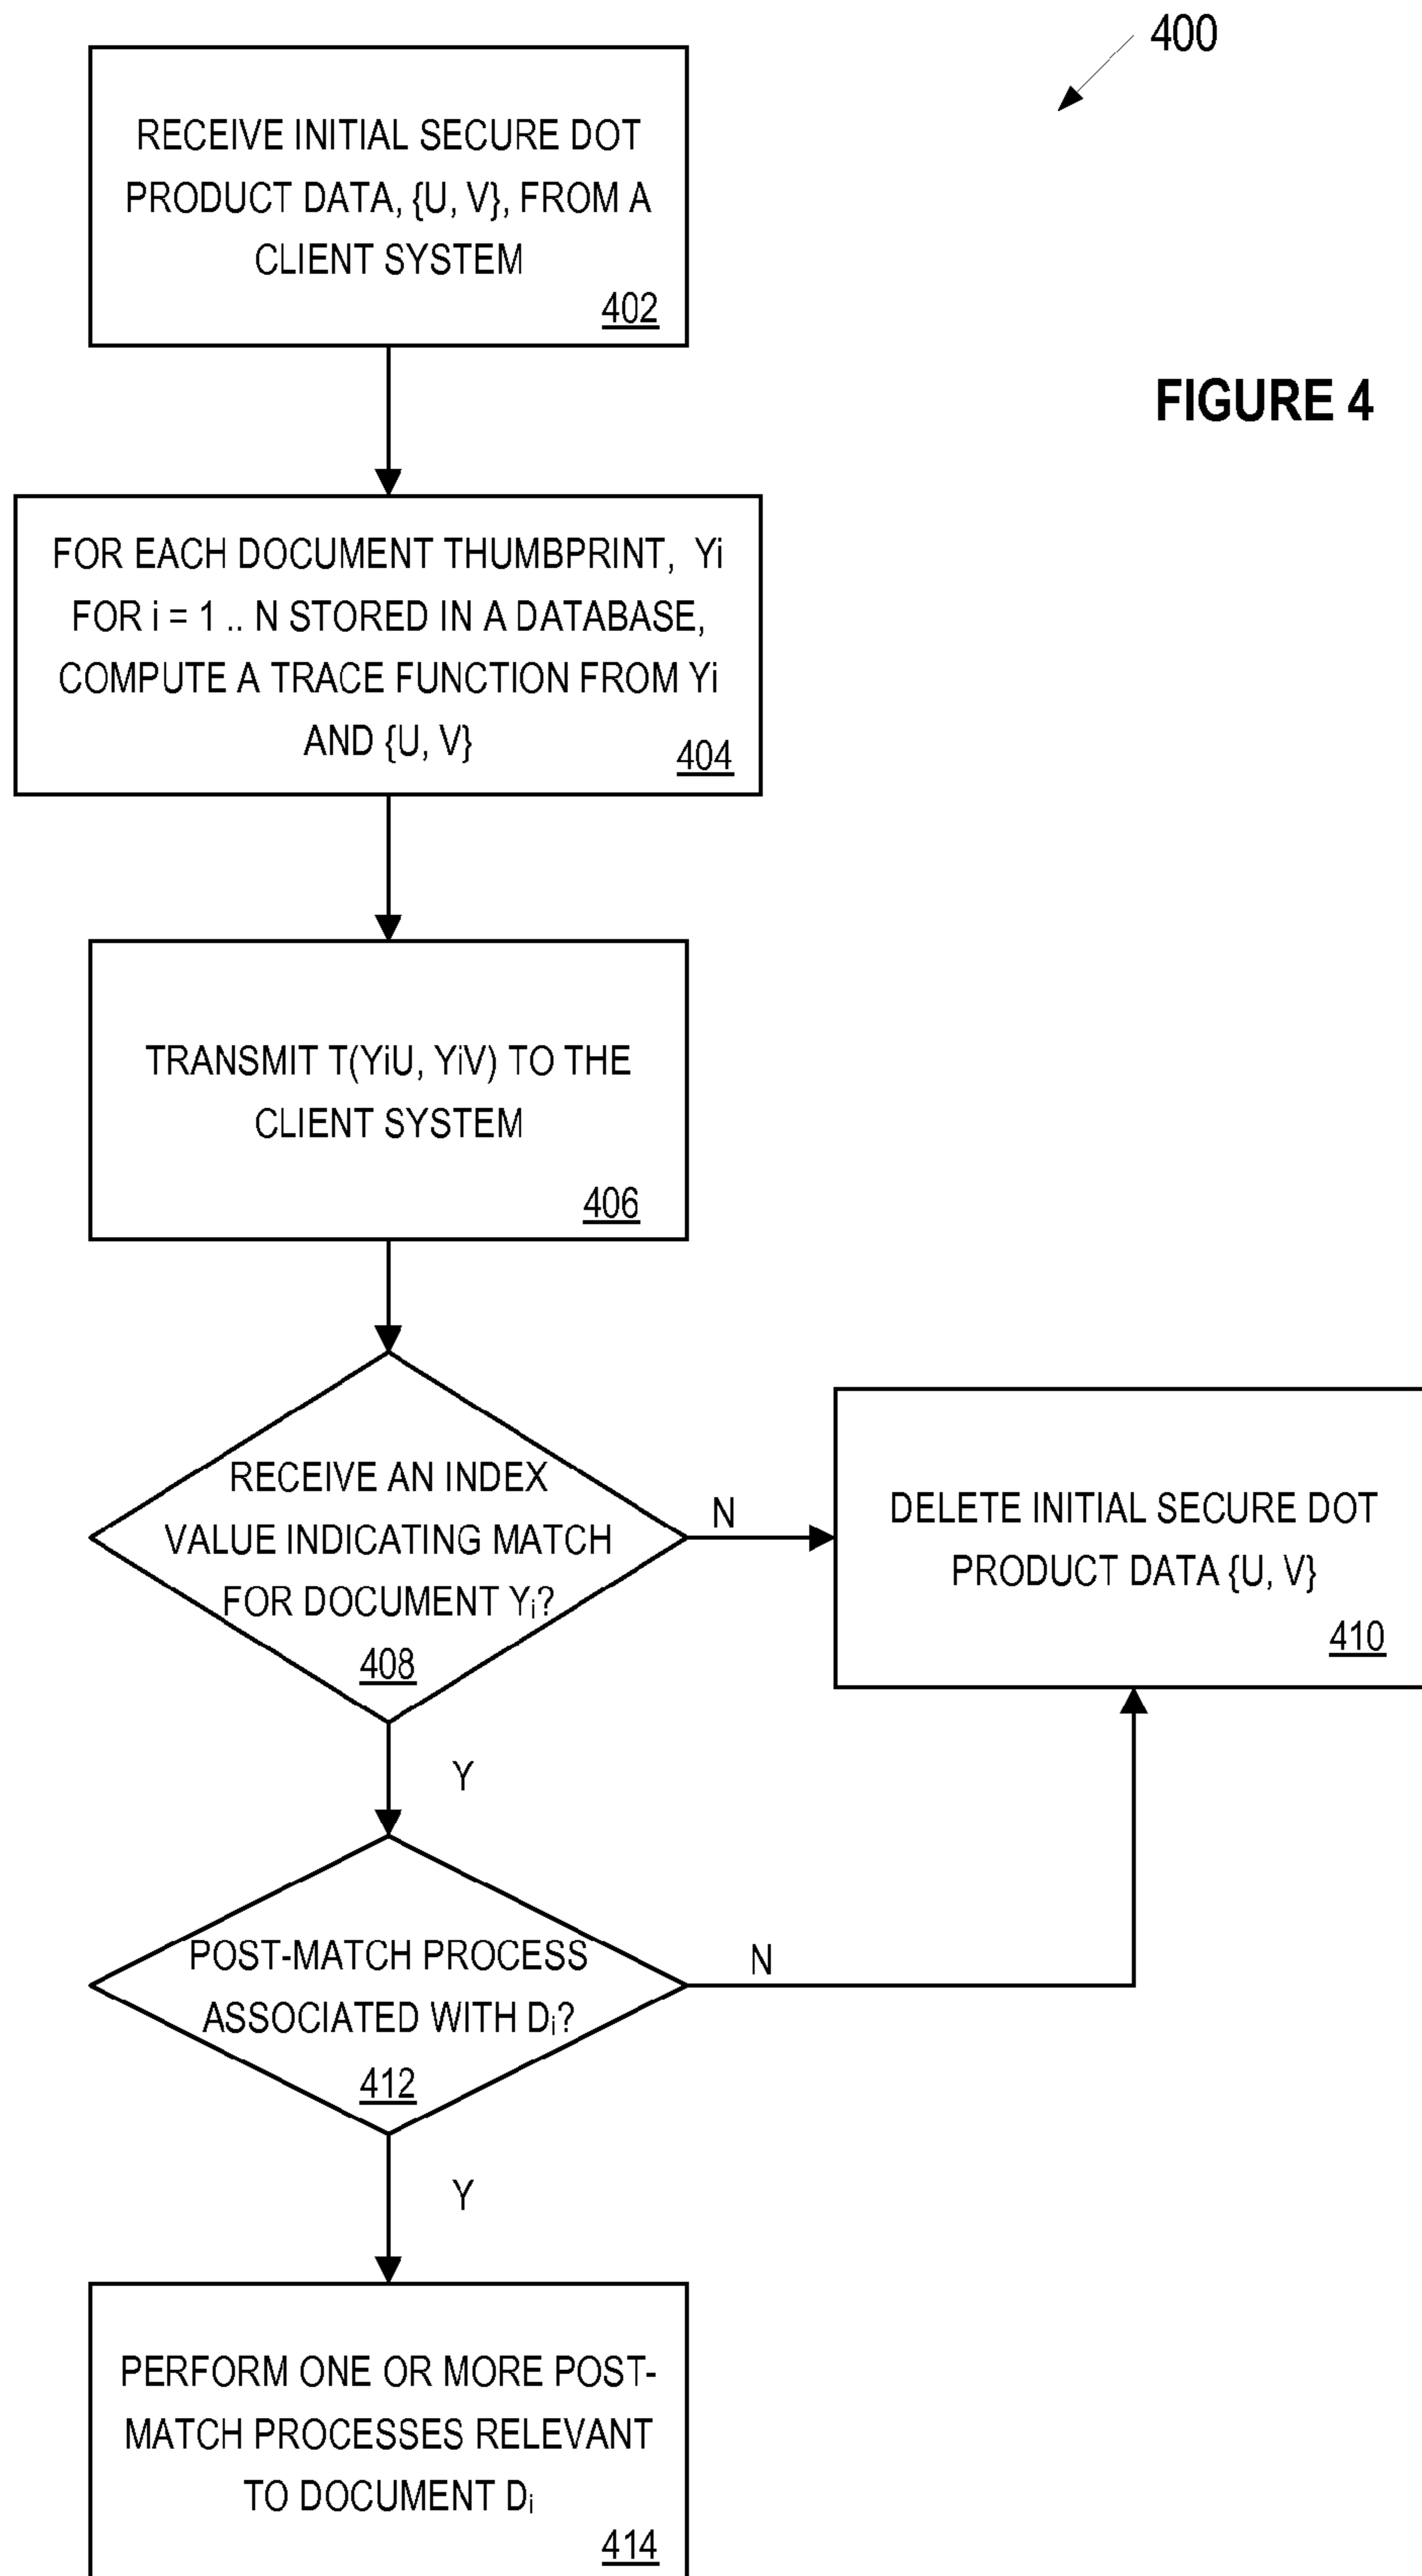 400
RECEIVE INITIAL SECURE DOT
PRODUCT DATA, {U, V}, FROM A
CLIENT SYSTEM
402
FIGURE 4
FOR EACH DOCUMENT THUMBPRINT, Yi
FOR i = 1 .. N STORED IN A DATABASE,
COMPUTE A TRACE FUNCTION FROM Yi
AND {U, V}
404
TRANSMIT T(YiU, YiV) TO THE
CLIENT SYSTEM
406
RECEIVE AN INDEX
VALUE INDICATING MATCH
FOR DOCUMENT Yi?
408
N
DELETE INITIAL SECURE DOT
PRODUCT DATA {U, V}
410
Y
POST-MATCH PROCESS
ASSOCIATED WITH Di?
412
N
Y
PERFORM ONE OR MORE POST-
MATCH PROCESSES RELEVANT
TO DOCUMENT Di
414